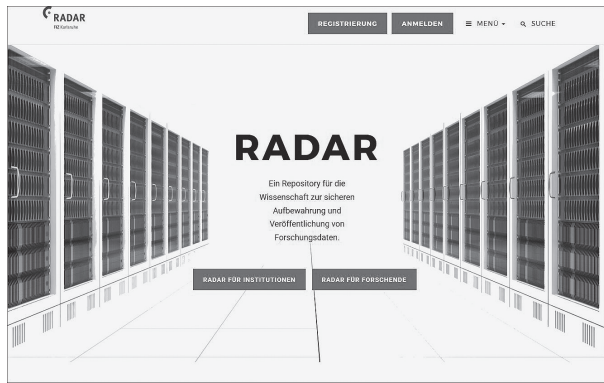 RADAR
FIZ Karlsruhe
REGISTRIERUNG ANMELDEN MENÜ SUCHE
RADAR
Ein Repository für die
Wissenschaft zur sicheren
Aufbewahrung und
Veröffentlichung von
Forschungsdaten.
RADAR FÜR INSTITUTIONEN RADAR FÜR FORSCHENDE